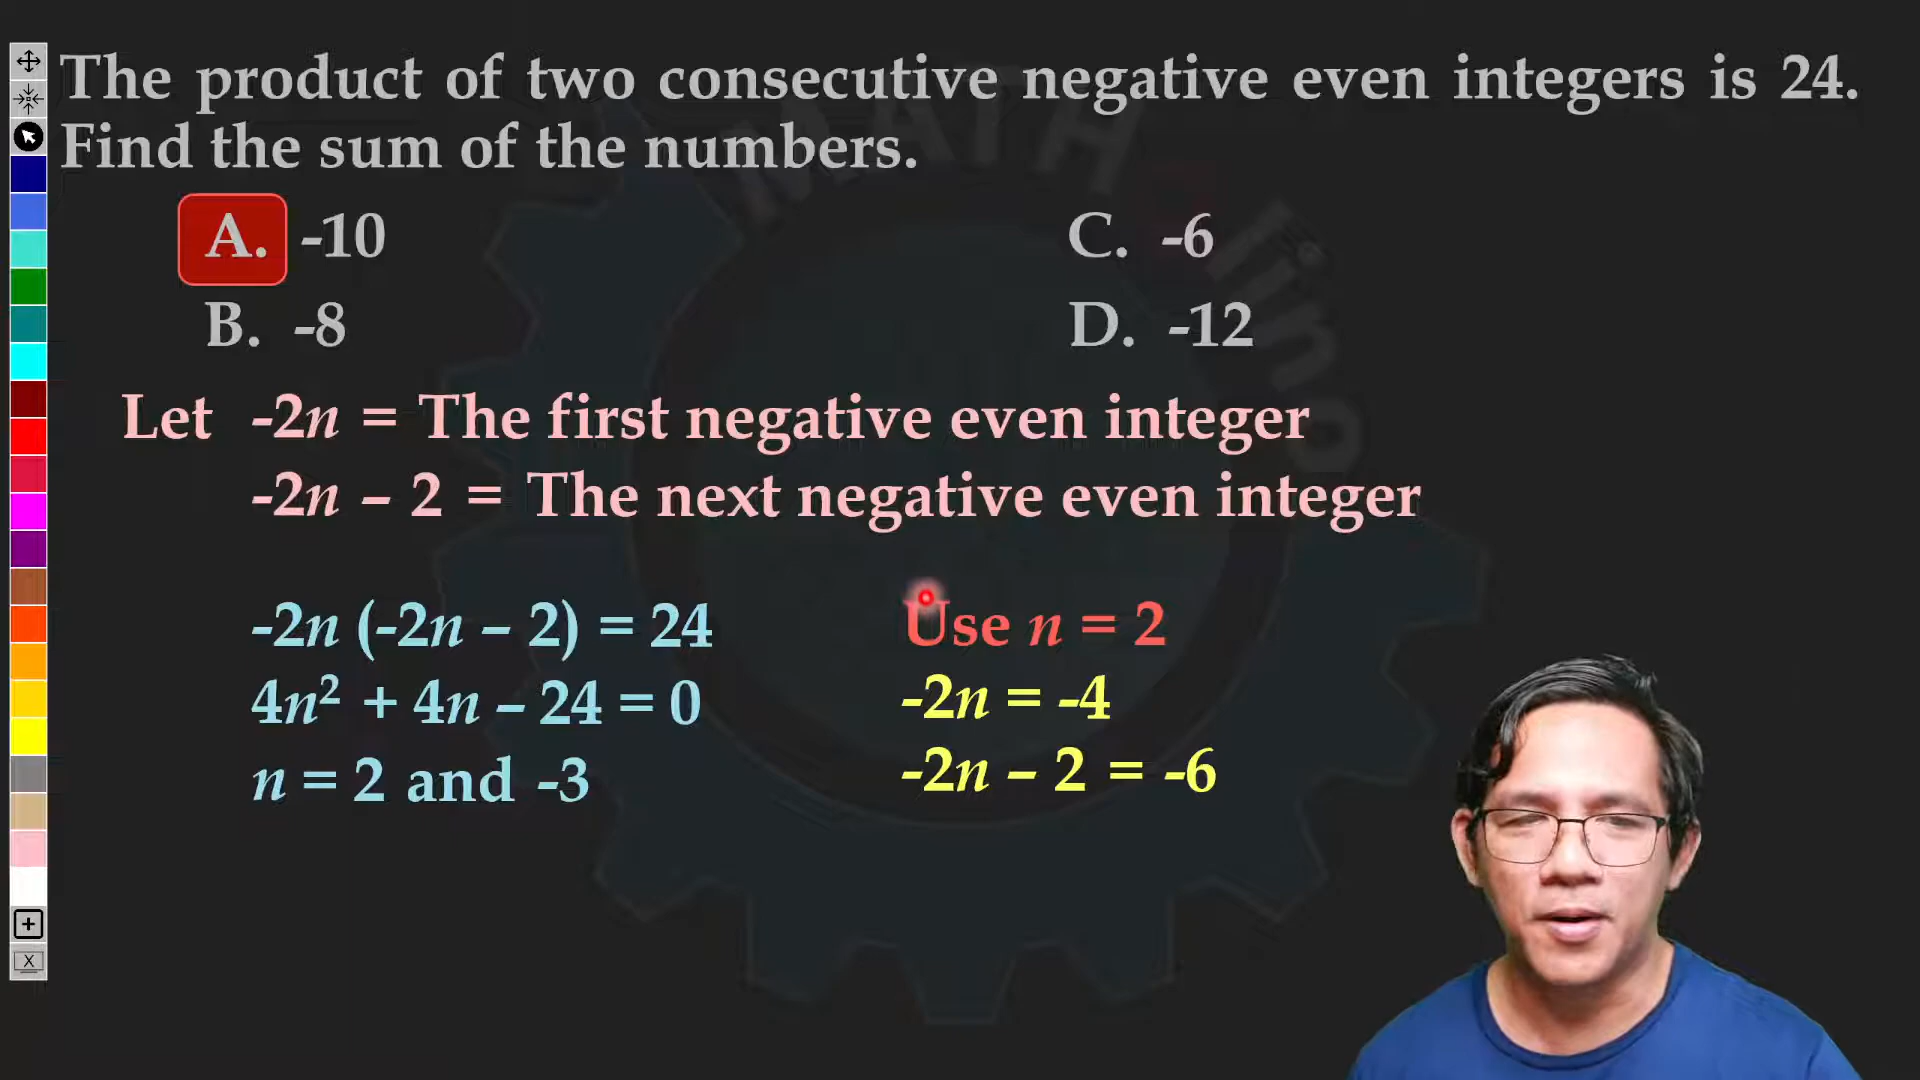 The product of two consecutive negative even integers is 24.
Find the sum of the numbers.
A. -10
C. -6
B. -8
D. -12
Let -2n = The first negative even integer
-2n – 2 = The next negative even integer
-2n (-2n – 2) = 24
Use n = 2
4n² + 4n – 24 = 0
-2n = -4
n = 2 and -3
-2n – 2 = -6
MATH
lino
X